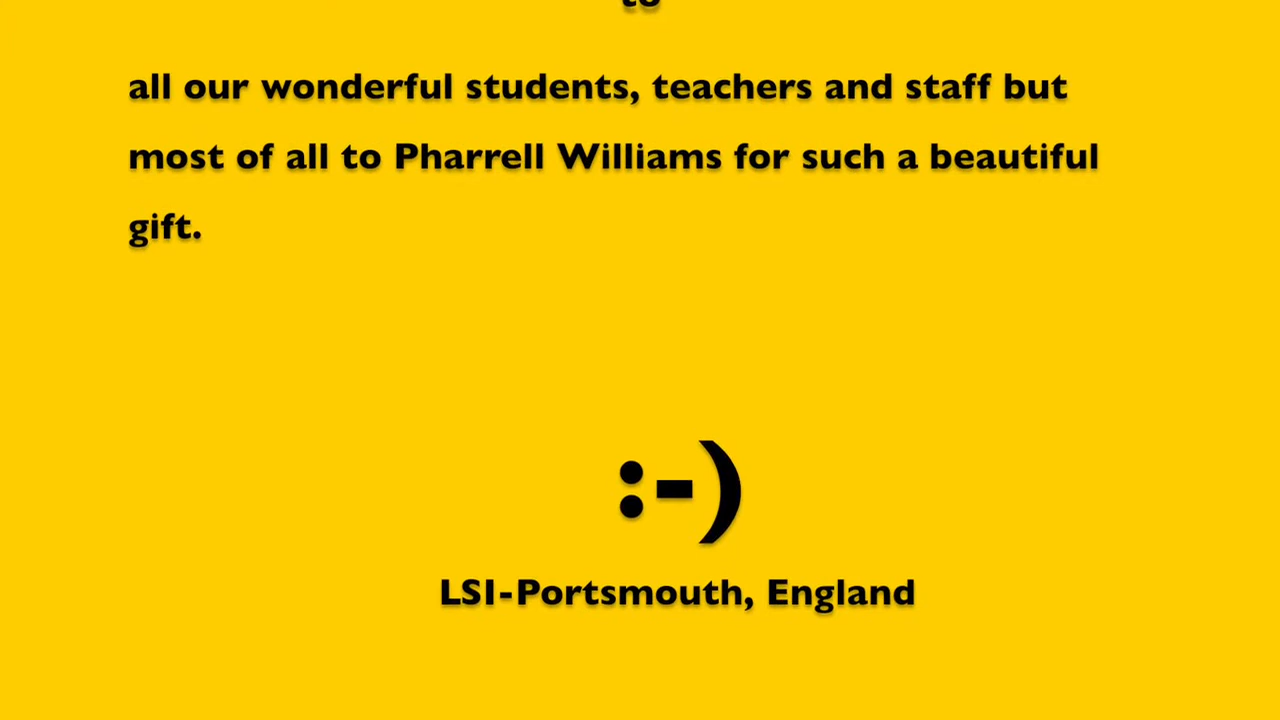 to
all our wonderful students, teachers and staff but
most of all to Pharrell Williams for such a beautiful
gift.
:-)
LSI-Portsmouth, England